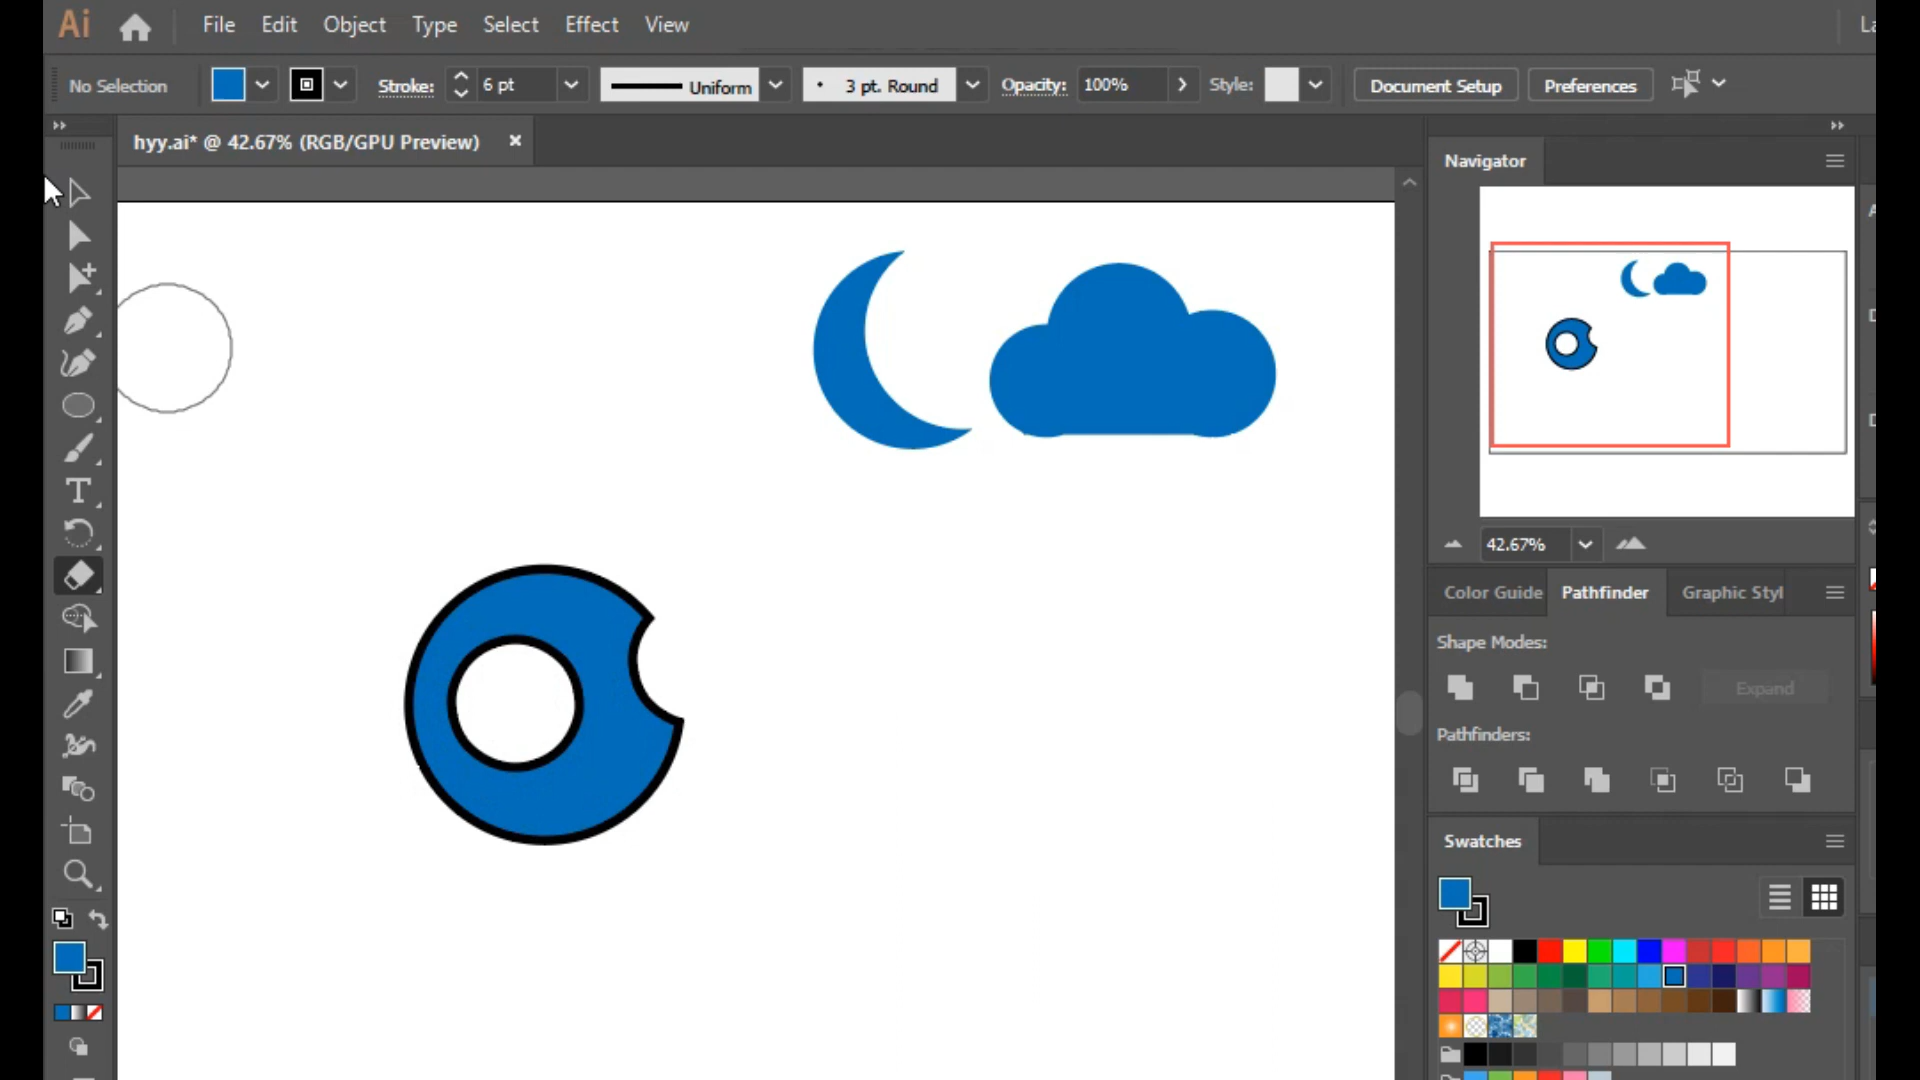 Ai File Edit Object Type Select Effect View
No Selection Stroke: 6 pt Uniform 3 pt. Round Opacity: 100% Style: Document Setup Preferences
hyy.ai* @ 42.67% (RGB/GPU Preview)
Navigator
42.67%
Color Guide Pathfinder Graphic Styl
Shape Modes:
Expand
Pathfinders:
Swatches